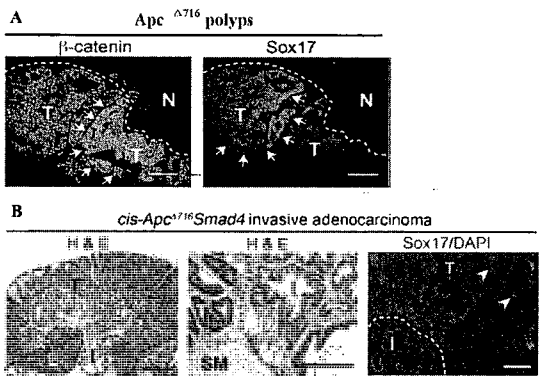 A
Apc Δ716 polyps
β-catenin
Sox17
T
N
T
T
N
T
B
cis-ApcΔ716Smad4 invasive adenocarcinoma
H&E
H&E
Sox17/DAPI
T
I
I
SM
T
I